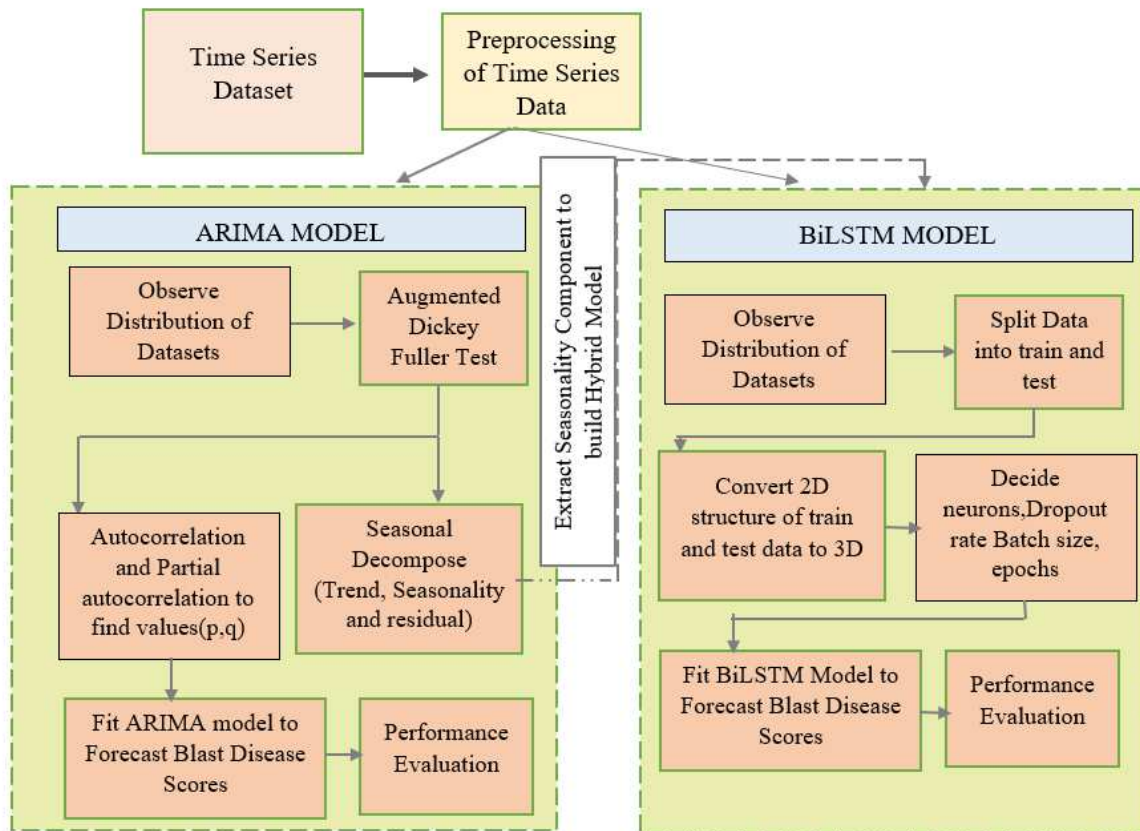 Time Series
Dataset
Preprocessing
of Time Series
Data
ARIMA MODEL
Observe
Distribution of
Datasets
Augmented
Dickey
Fuller Test
Autocorrelation
and Partial
autocorrelation to
find values(p,q)
Seasonal
Decompose
(Trend, Seasonality
and residual)
Fit ARIMA model to
Forecast Blast Disease
Scores
Performance
Evaluation
Extract Seasonality Component to
build Hybrid Model
BiLSTM MODEL
Observe
Distribution of
Datasets
Split Data
into train and
test
Convert 2D
structure of train
and test data to 3D
Decide
neurons,Dropout
rate Batch size,
epochs
Fit BiLSTM Model to
Forecast Blast Disease
Scores
Performance
Evaluation